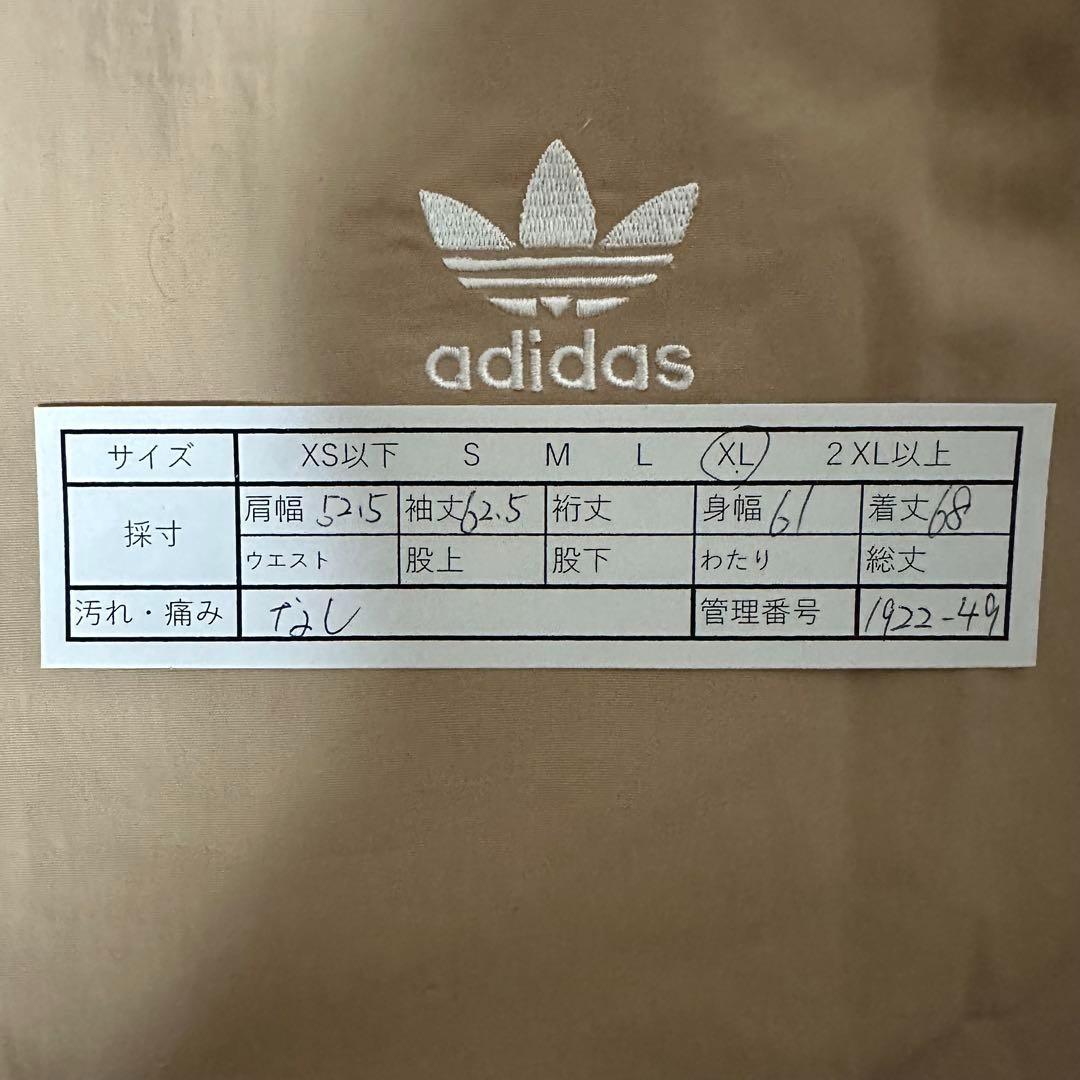 adidas
サイズ XS以下 S M L XL 2XL以上
採寸 肩幅 52.5 袖丈 62.5 裄丈 身幅 61 着丈 68
ウエスト 股上 股下 わたり 総丈
汚れ・痛み なし 管理番号 1922-49